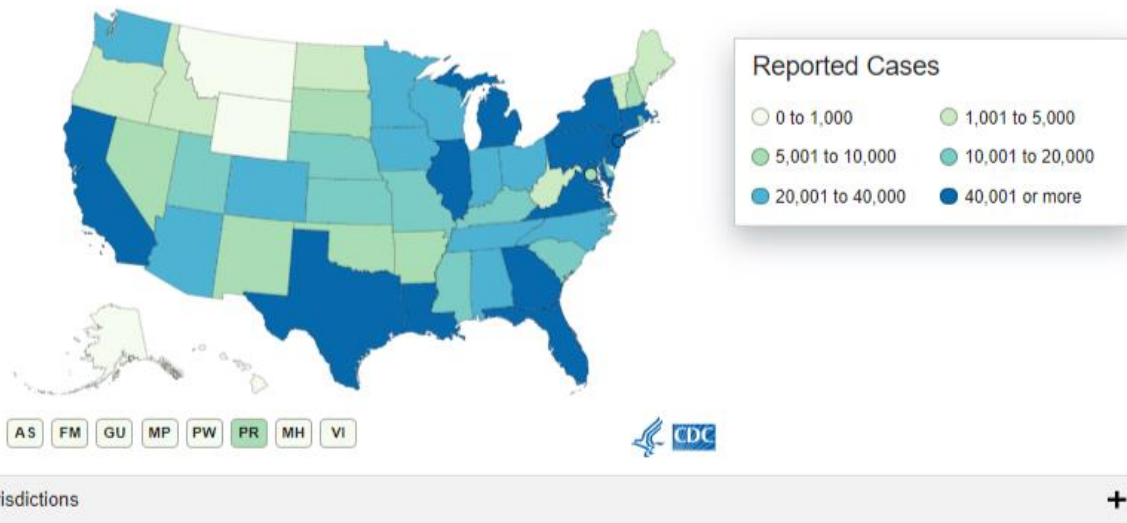 Reported Cases
0 to 1,000
1,001 to 5,000
5,001 to 10,000
10,001 to 20,000
20,001 to 40,000
40,001 or more
AS FM GU MP PW PR MH VI
CDC
risdictions
+